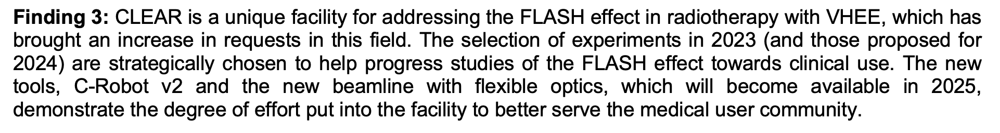 Finding 3: CLEAR is a unique facility for addressing the FLASH effect in radiotherapy with VHEE, which has
brought an increase in requests in this field. The selection of experiments in 2023 (and those proposed for
2024) are strategically chosen to help progress studies of the FLASH effect towards clinical use. The new
tools, C-Robot v2 and the new beamline with flexible optics, which will become available in 2025,
demonstrate the degree of effort put into the facility to better serve the medical user community.